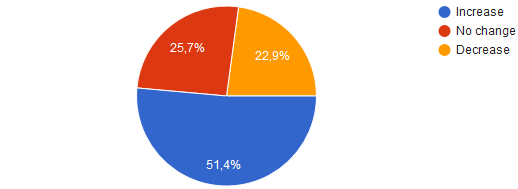 Increase
No change
Decrease
25,7%
22,9%
51,4%